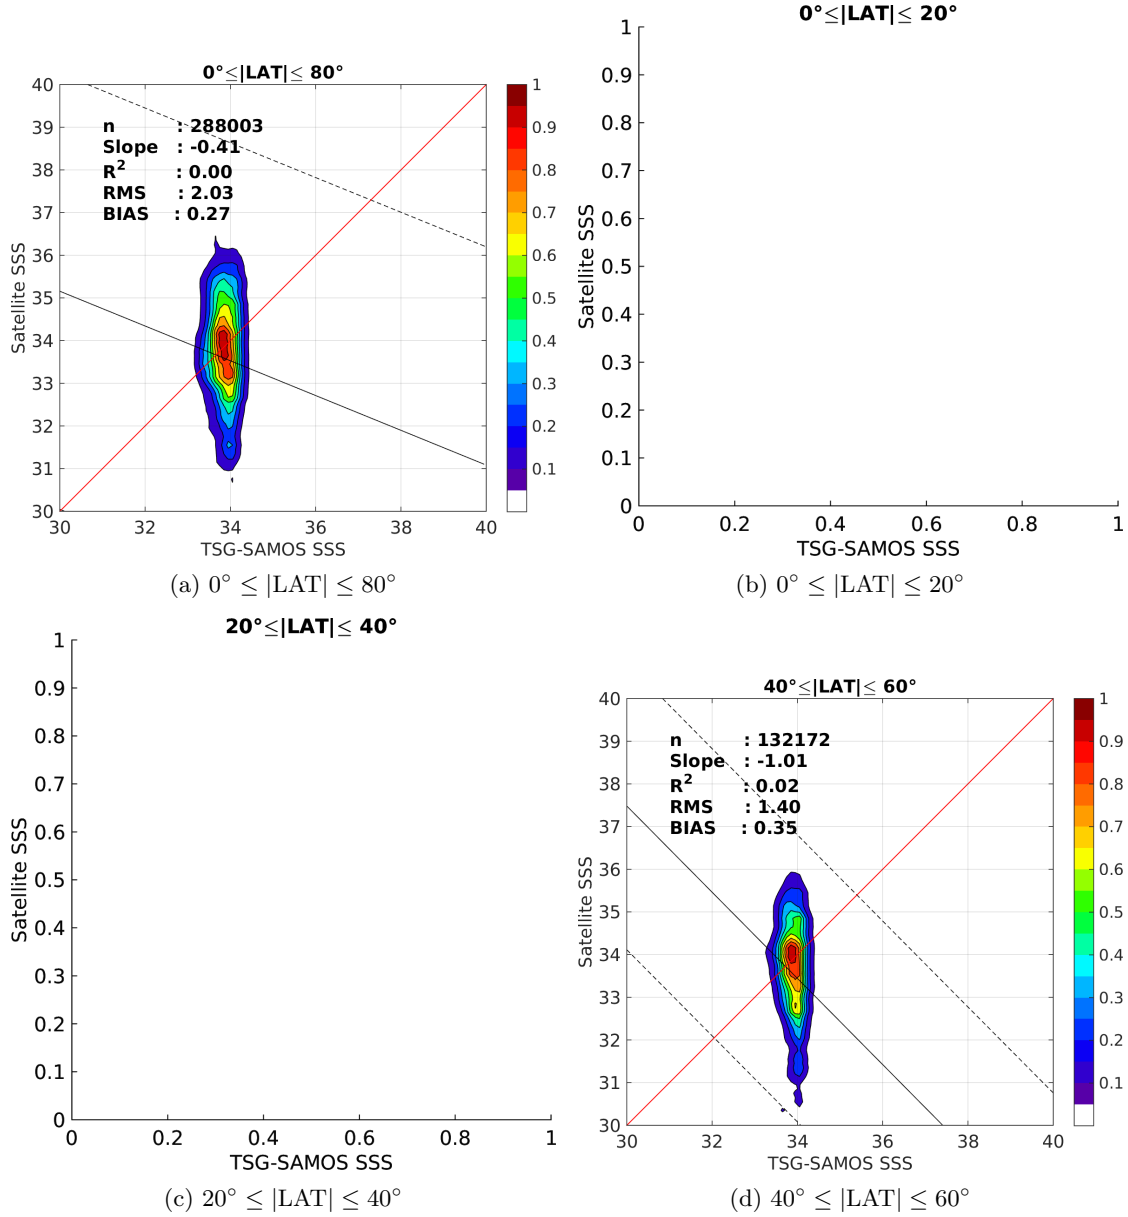 0°≤|LAT|≤ 80°
n : 288003
Slope : -0.41
R² : 0.00
RMS : 2.03
BIAS : 0.27
40
39
38
37
36
35
34
33
32
31
30
Satellite SSS
30 32 34 36 38 40
TSG-SAMOS SSS
1
0.9
0.8
0.7
0.6
0.5
0.4
0.3
0.2
0.1
(a) 0° ≤ |LAT| ≤ 80°
0°≤|LAT|≤ 20°
1
0.9
0.8
0.7
0.6
0.5
0.4
0.3
0.2
0.1
0
Satellite SSS
0 0.2 0.4 0.6 0.8 1
TSG-SAMOS SSS
(b) 0° ≤ |LAT| ≤ 20°
20°≤|LAT|≤ 40°
1
0.9
0.8
0.7
0.6
0.5
0.4
0.3
0.2
0.1
0
Satellite SSS
0 0.2 0.4 0.6 0.8 1
TSG-SAMOS SSS
(c) 20° ≤ |LAT| ≤ 40°
40°≤|LAT|≤ 60°
n : 132172
Slope : -1.01
R² : 0.02
RMS : 1.40
BIAS : 0.35
40
39
38
37
36
35
34
33
32
31
30
Satellite SSS
30 32 34 36 38 40
TSG-SAMOS SSS
1
0.9
0.8
0.7
0.6
0.5
0.4
0.3
0.2
0.1
(d) 40° ≤ |LAT| ≤ 60°